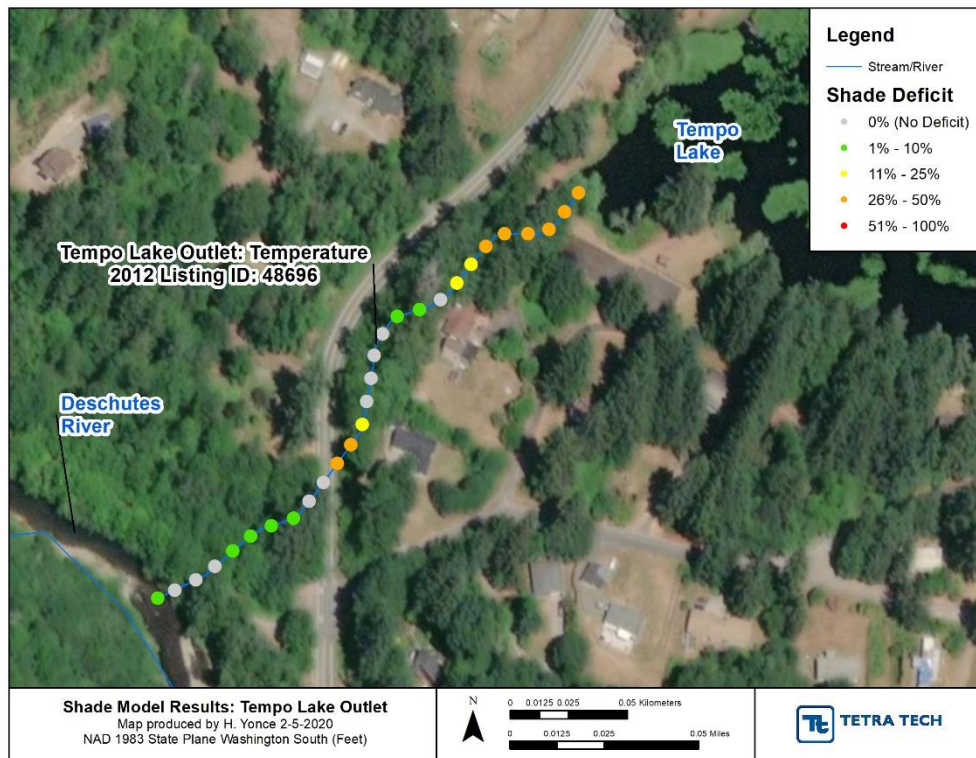 Legend
Stream/River
Shade Deficit
0% (No Deficit)
1% - 10%
11% - 25%
26% - 50%
51% - 100%
Tempo
Lake
Tempo Lake Outlet: Temperature
2012 Listing ID: 48696
Deschutes
River
Shade Model Results: Tempo Lake Outlet
Map produced by H. Yonce 2-5-2020
NAD 1983 State Plane Washington South (Feet)
N
0 0.0125 0.025 0.05 Kilometers
0 0.0125 0.025 0.05 Miles
Tt TETRA TECH